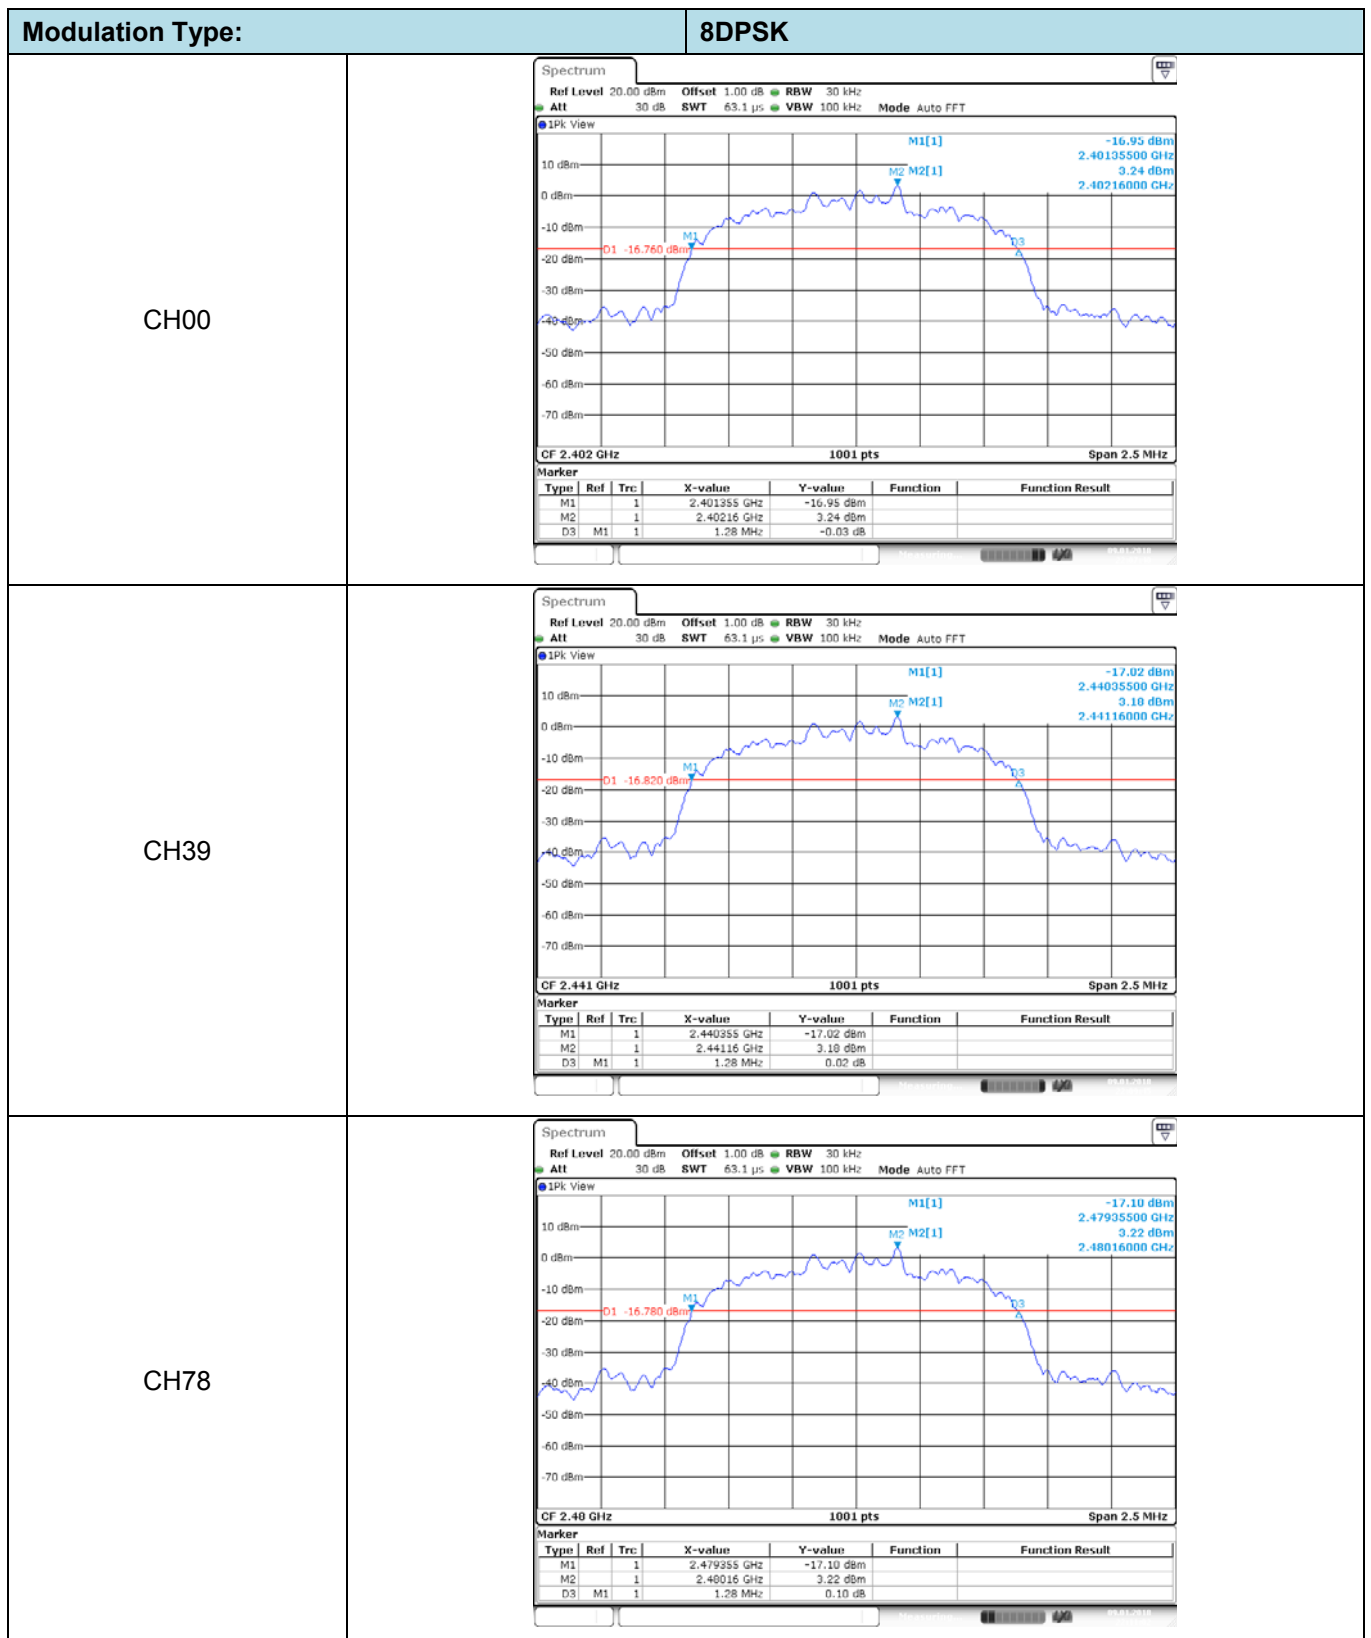 Modulation Type: 8DPSK
CH00
Spectrum
Ref Level 20.00 dBm Offset 1.00 dB RBW 30 kHz
Att 30 dB SWT 63.1 µs VBW 100 kHz Mode Auto FFT
1Pk View
M1[1] -16.95 dBm
2.40135500 GHz
M2 M2[1] 3.24 dBm
2.40216000 GHz
10 dBm
0 dBm
-10 dBm
M1
D3
D1 -16.760 dBm
-20 dBm
-30 dBm
-40 dBm
-50 dBm
-60 dBm
-70 dBm
CF 2.402 GHz 1001 pts Span 2.5 MHz
Marker
Type Ref Trc X-value Y-value Function Function Result
M1 1 2.401355 GHz -16.95 dBm
M2 1 2.40216 GHz 3.24 dBm
D3 M1 1 1.28 MHz -0.03 dB
CH39
Spectrum
Ref Level 20.00 dBm Offset 1.00 dB RBW 30 kHz
Att 30 dB SWT 63.1 µs VBW 100 kHz Mode Auto FFT
1Pk View
M1[1] -17.02 dBm
2.44035500 GHz
M2 M2[1] 3.18 dBm
2.44116000 GHz
10 dBm
0 dBm
-10 dBm
M1
D3
D1 -16.820 dBm
-20 dBm
-30 dBm
-40 dBm
-50 dBm
-60 dBm
-70 dBm
CF 2.441 GHz 1001 pts Span 2.5 MHz
Marker
Type Ref Trc X-value Y-value Function Function Result
M1 1 2.440355 GHz -17.02 dBm
M2 1 2.44116 GHz 3.18 dBm
D3 M1 1 1.28 MHz 0.02 dB
CH78
Spectrum
Ref Level 20.00 dBm Offset 1.00 dB RBW 30 kHz
Att 30 dB SWT 63.1 µs VBW 100 kHz Mode Auto FFT
1Pk View
M1[1] -17.10 dBm
2.47935500 GHz
M2 M2[1] 3.22 dBm
2.48016000 GHz
10 dBm
0 dBm
-10 dBm
M1
D3
D1 -16.780 dBm
-20 dBm
-30 dBm
-40 dBm
-50 dBm
-60 dBm
-70 dBm
CF 2.48 GHz 1001 pts Span 2.5 MHz
Marker
Type Ref Trc X-value Y-value Function Function Result
M1 1 2.479355 GHz -17.10 dBm
M2 1 2.48016 GHz 3.22 dBm
D3 M1 1 1.28 MHz 0.10 dB